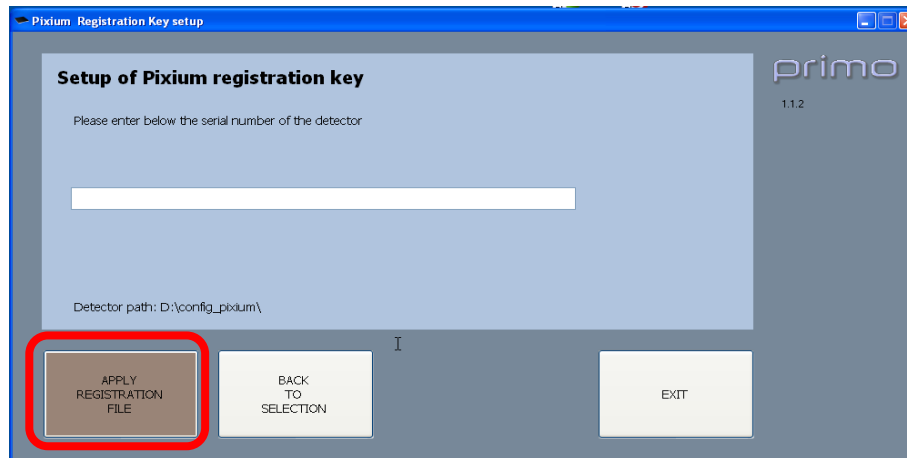 Pixium Registration Key setup
primo
Setup of Pixium registration key
1.1.2
Please enter below the serial number of the detector
Detector path: D:\config_pixium\
APPLY
REGISTRATION
FILE
BACK
TO
SELECTION
EXIT